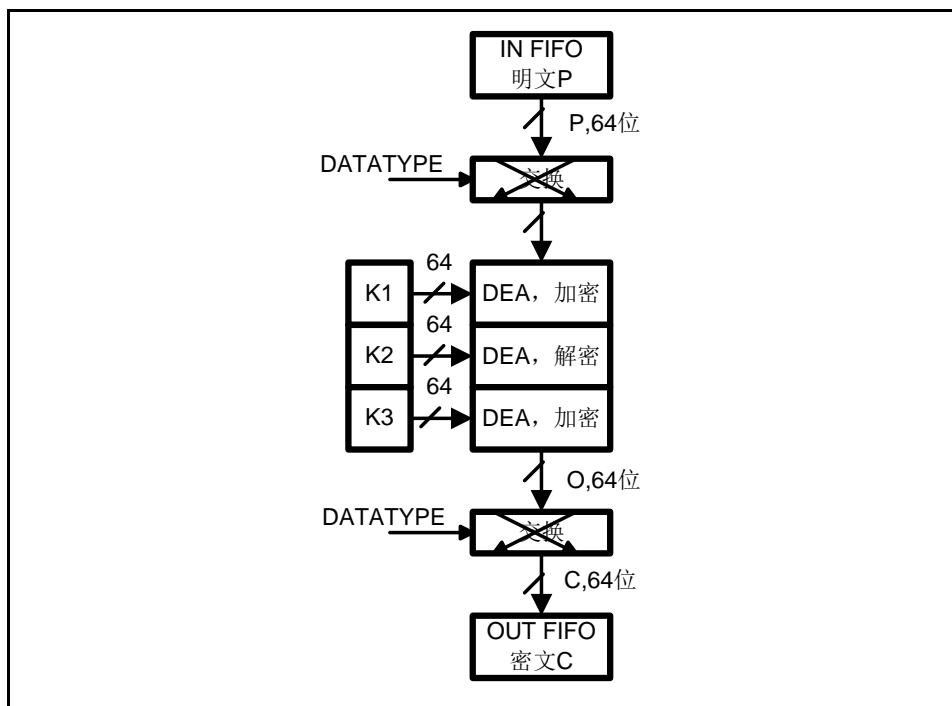 IN FIFO
明文P
P,64位
DATATYPE
交换
64
K1
DEA，加密
64
K2
DEA，解密
64
K3
DEA，加密
O,64位
DATATYPE
交换
C,64位
OUT FIFO
密文C